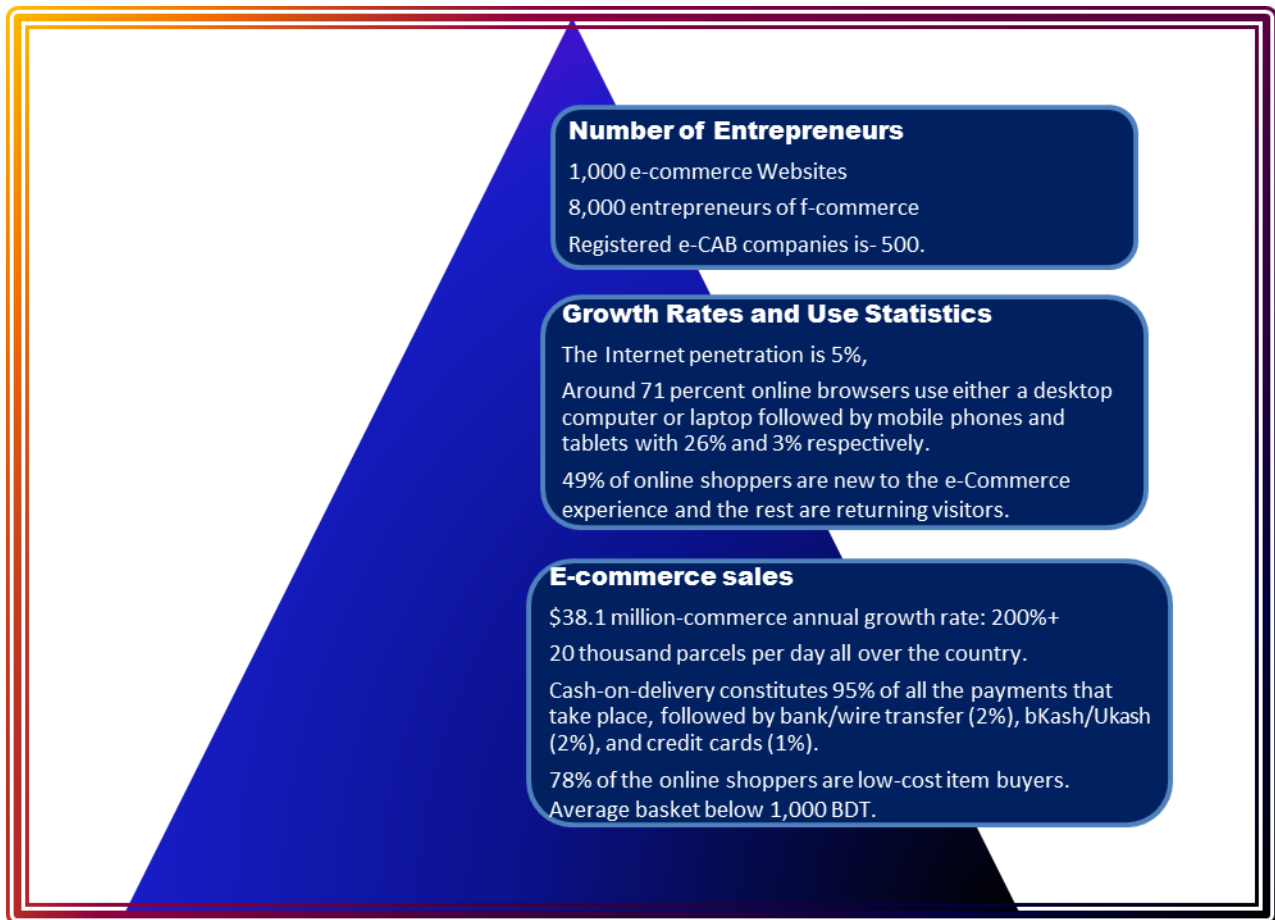 Number of Entrepreneurs
1,000 e-commerce Websites
8,000 entrepreneurs of f-commerce
Registered e-CAB companies is- 500.
Growth Rates and Use Statistics
The Internet penetration is 5%,
Around 71 percent online browsers use either a desktop
computer or laptop followed by mobile phones and
tablets with 26% and 3% respectively.
49% of online shoppers are new to the e-Commerce
experience and the rest are returning visitors.
E-commerce sales
$38.1 million-commerce annual growth rate: 200%+
20 thousand parcels per day all over the country.
Cash-on-delivery constitutes 95% of all the payments that
take place, followed by bank/wire transfer (2%), bKash/Ukash
(2%), and credit cards (1%).
78% of the online shoppers are low-cost item buyers.
Average basket below 1,000 BDT.